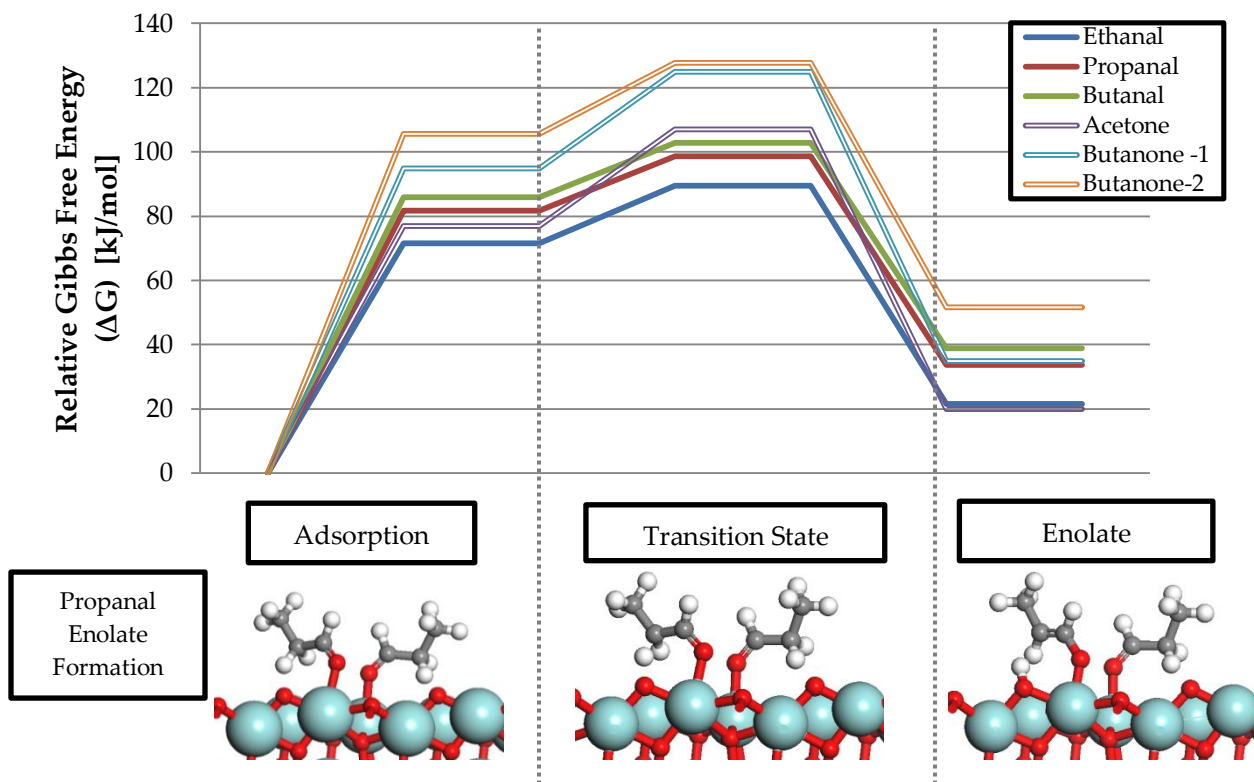 Relative Gibbs Free Energy
(ΔG) [kJ/mol]
140
120
100
80
60
40
20
0
Ethanal
Propanal
Butanal
Acetone
Butanone -1
Butanone-2
Adsorption
Transition State
Enolate
Propanal
Enolate
Formation